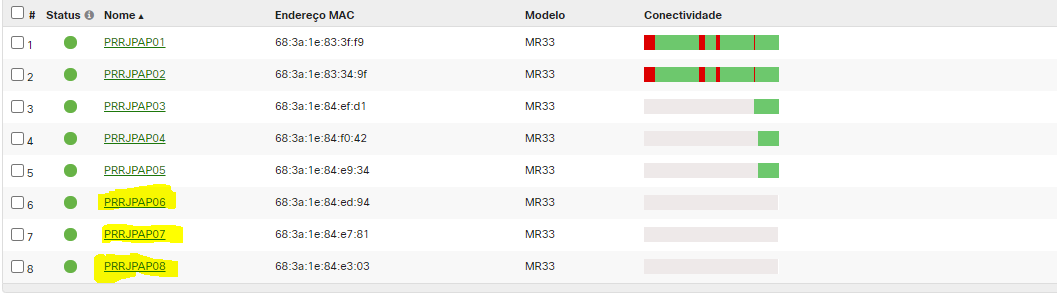 # Status Nome Endereço MAC Modelo Conectividade
1 PRRJPAP01 68:3a:1e:83:3f:f9 MR33
2 PRRJPAP02 68:3a:1e:83:34:9f MR33
3 PRRJPAP03 68:3a:1e:84:ef:d1 MR33
4 PRRJPAP04 68:3a:1e:84:f0:42 MR33
5 PRRJPAP05 68:3a:1e:84:e9:34 MR33
6 PRRJPAP06 68:3a:1e:84:ed:94 MR33
7 PRRJPAP07 68:3a:1e:84:e7:81 MR33
8 PRRJPAP08 68:3a:1e:84:e3:03 MR33